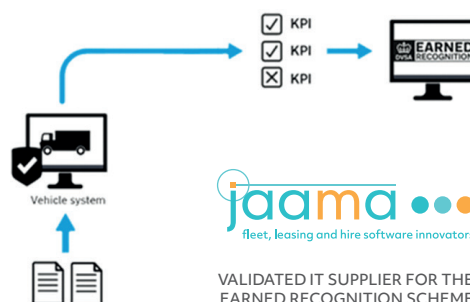 KPI
KPI
KPI
DVSA
EARNED
RECOGNITION
Vehicle system
jaama
fleet, leasing and hire software innovators
VALIDATED IT SUPPLIER FOR THE
EARNED RECOGNITION SCHEME